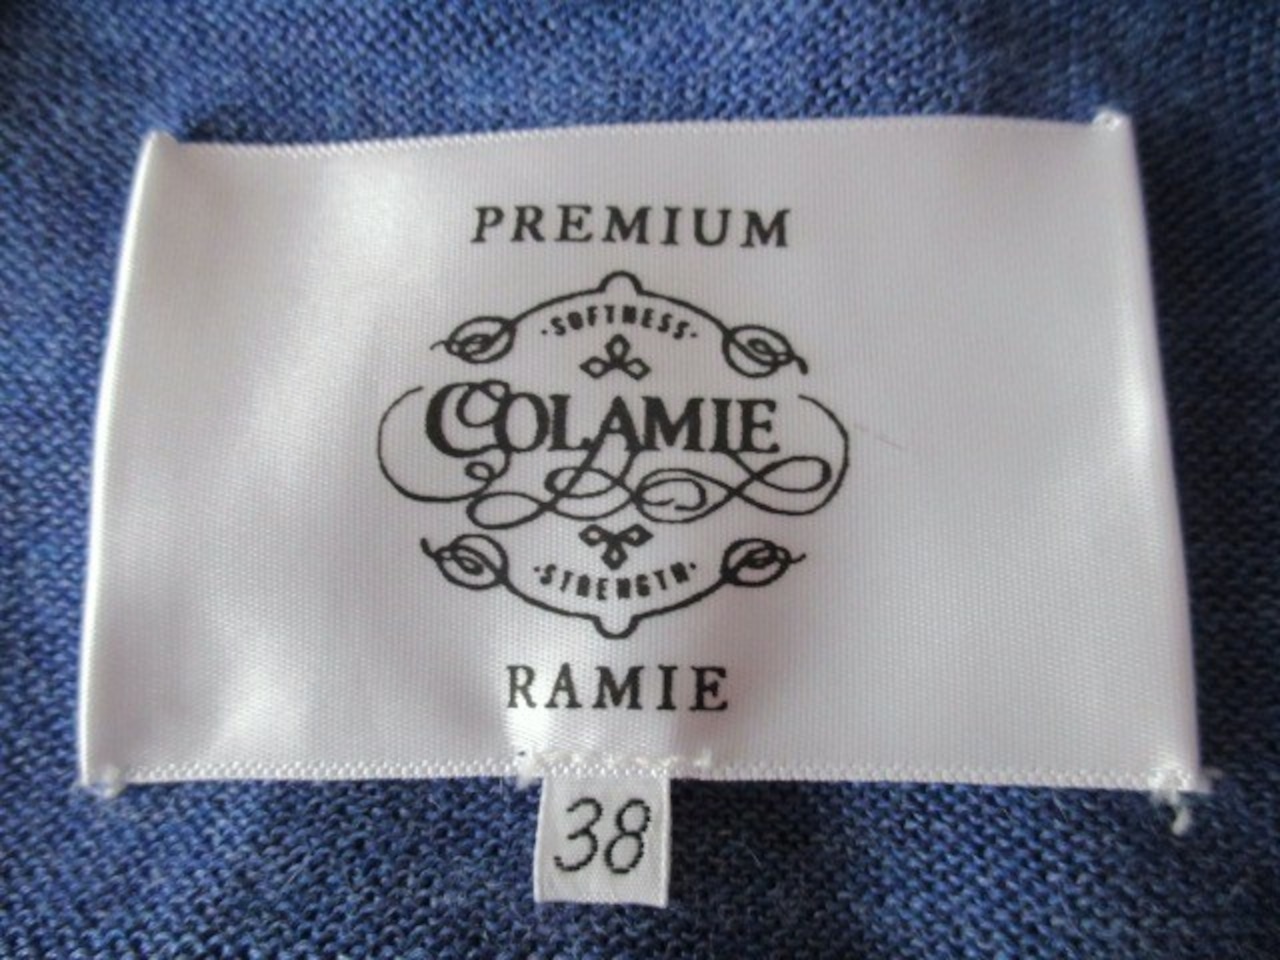 PREMIUM
·SOFTNESS·
COLAMIE
·STRENGTH·
RAMIE
38